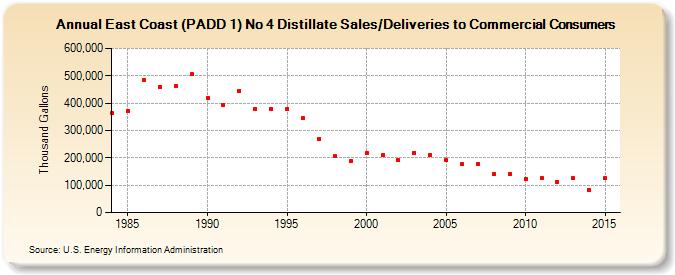 Annual East Coast (PADD 1) No 4 Distillate Sales/Deliveries to Commercial Consumers
Thousand Gallons
600,000
500,000
400,000
300,000
200,000
100,000
0
1985 1990 1995 2000 2005 2010 2015
Source: U.S. Energy Information Administration